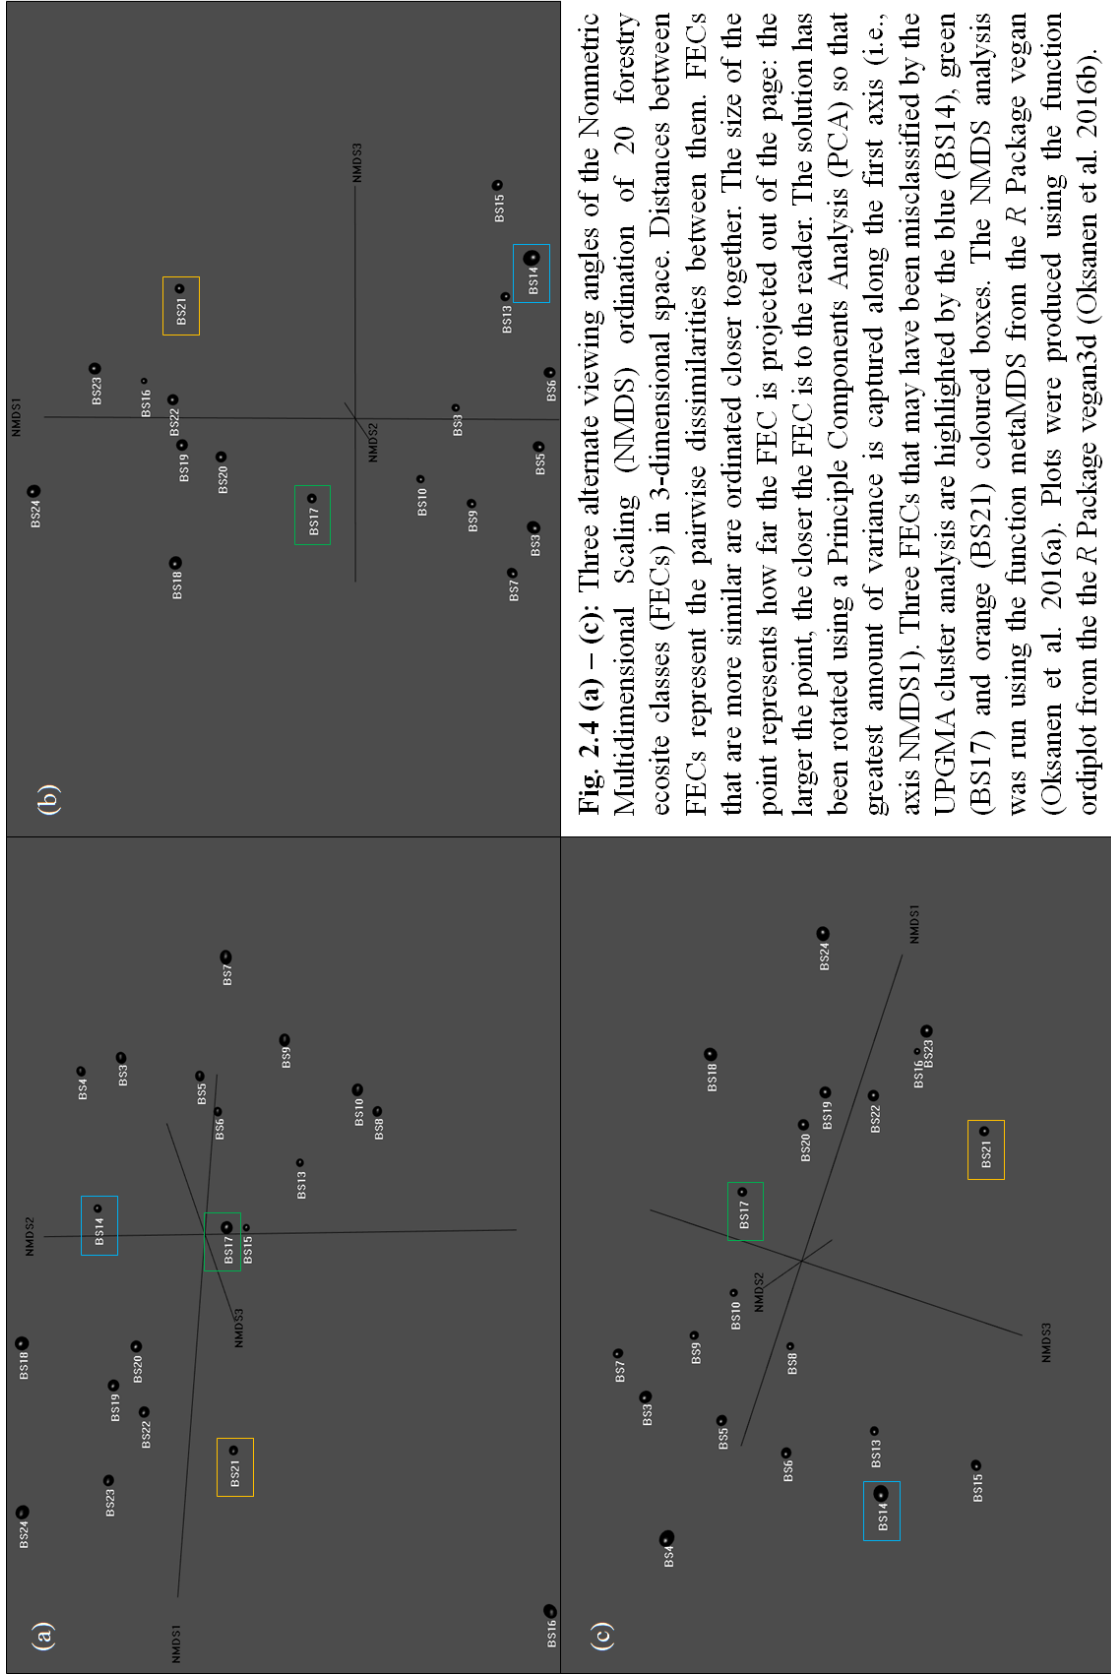 (a)
BS24
BS18
NMDS2
BS4
BS14
BS23
BS19
BS3
BS20
BS22
NMDS1
BS5
BS6
BS7
BS17
BS21
NMDS3
BS15
BS9
BS13
BS10
BS8
BS16
(b)
NMDS1
BS24
BS23
BS16
BS22
BS18
BS21
BS19
BS20
BS17
NMDS3
NMDS2
BS10
BS8
BS9
BS15
BS13
BS7
BS14
BS3
BS5
BS6
(c)
BS7
BS3
BS4
BS9
BS18
BS5
BS10
BS17
NMDS2
BS6
BS8
BS20
BS24
BS19
BS13
BS22
BS14
NMDS1
BS16
BS23
BS15
BS21
NMDS3
Fig. 2.4 (a) – (c): Three alternate viewing angles of the Nonmetric
Multidimensional Scaling (NMDS) ordination of 20 forestry
ecosite classes (FECs) in 3-dimensional space. Distances between
FECs represent the pairwise dissimilarities between them. FECs
that are more similar are ordinated closer together. The size of the
point represents how far the FEC is projected out of the page: the
larger the point, the closer the FEC is to the reader. The solution has
been rotated using a Principle Components Analysis (PCA) so that
greatest amount of variance is captured along the first axis (i.e.,
axis NMDS1). Three FECs that may have been misclassified by the
UPGMA cluster analysis are highlighted by the blue (BS14), green
(BS17) and orange (BS21) coloured boxes. The NMDS analysis
was run using the function metaMDS from the R Package vegan
(Oksanen et al. 2016a). Plots were produced using the function
ordiplot from the the R Package vegan3d (Oksanen et al. 2016b).